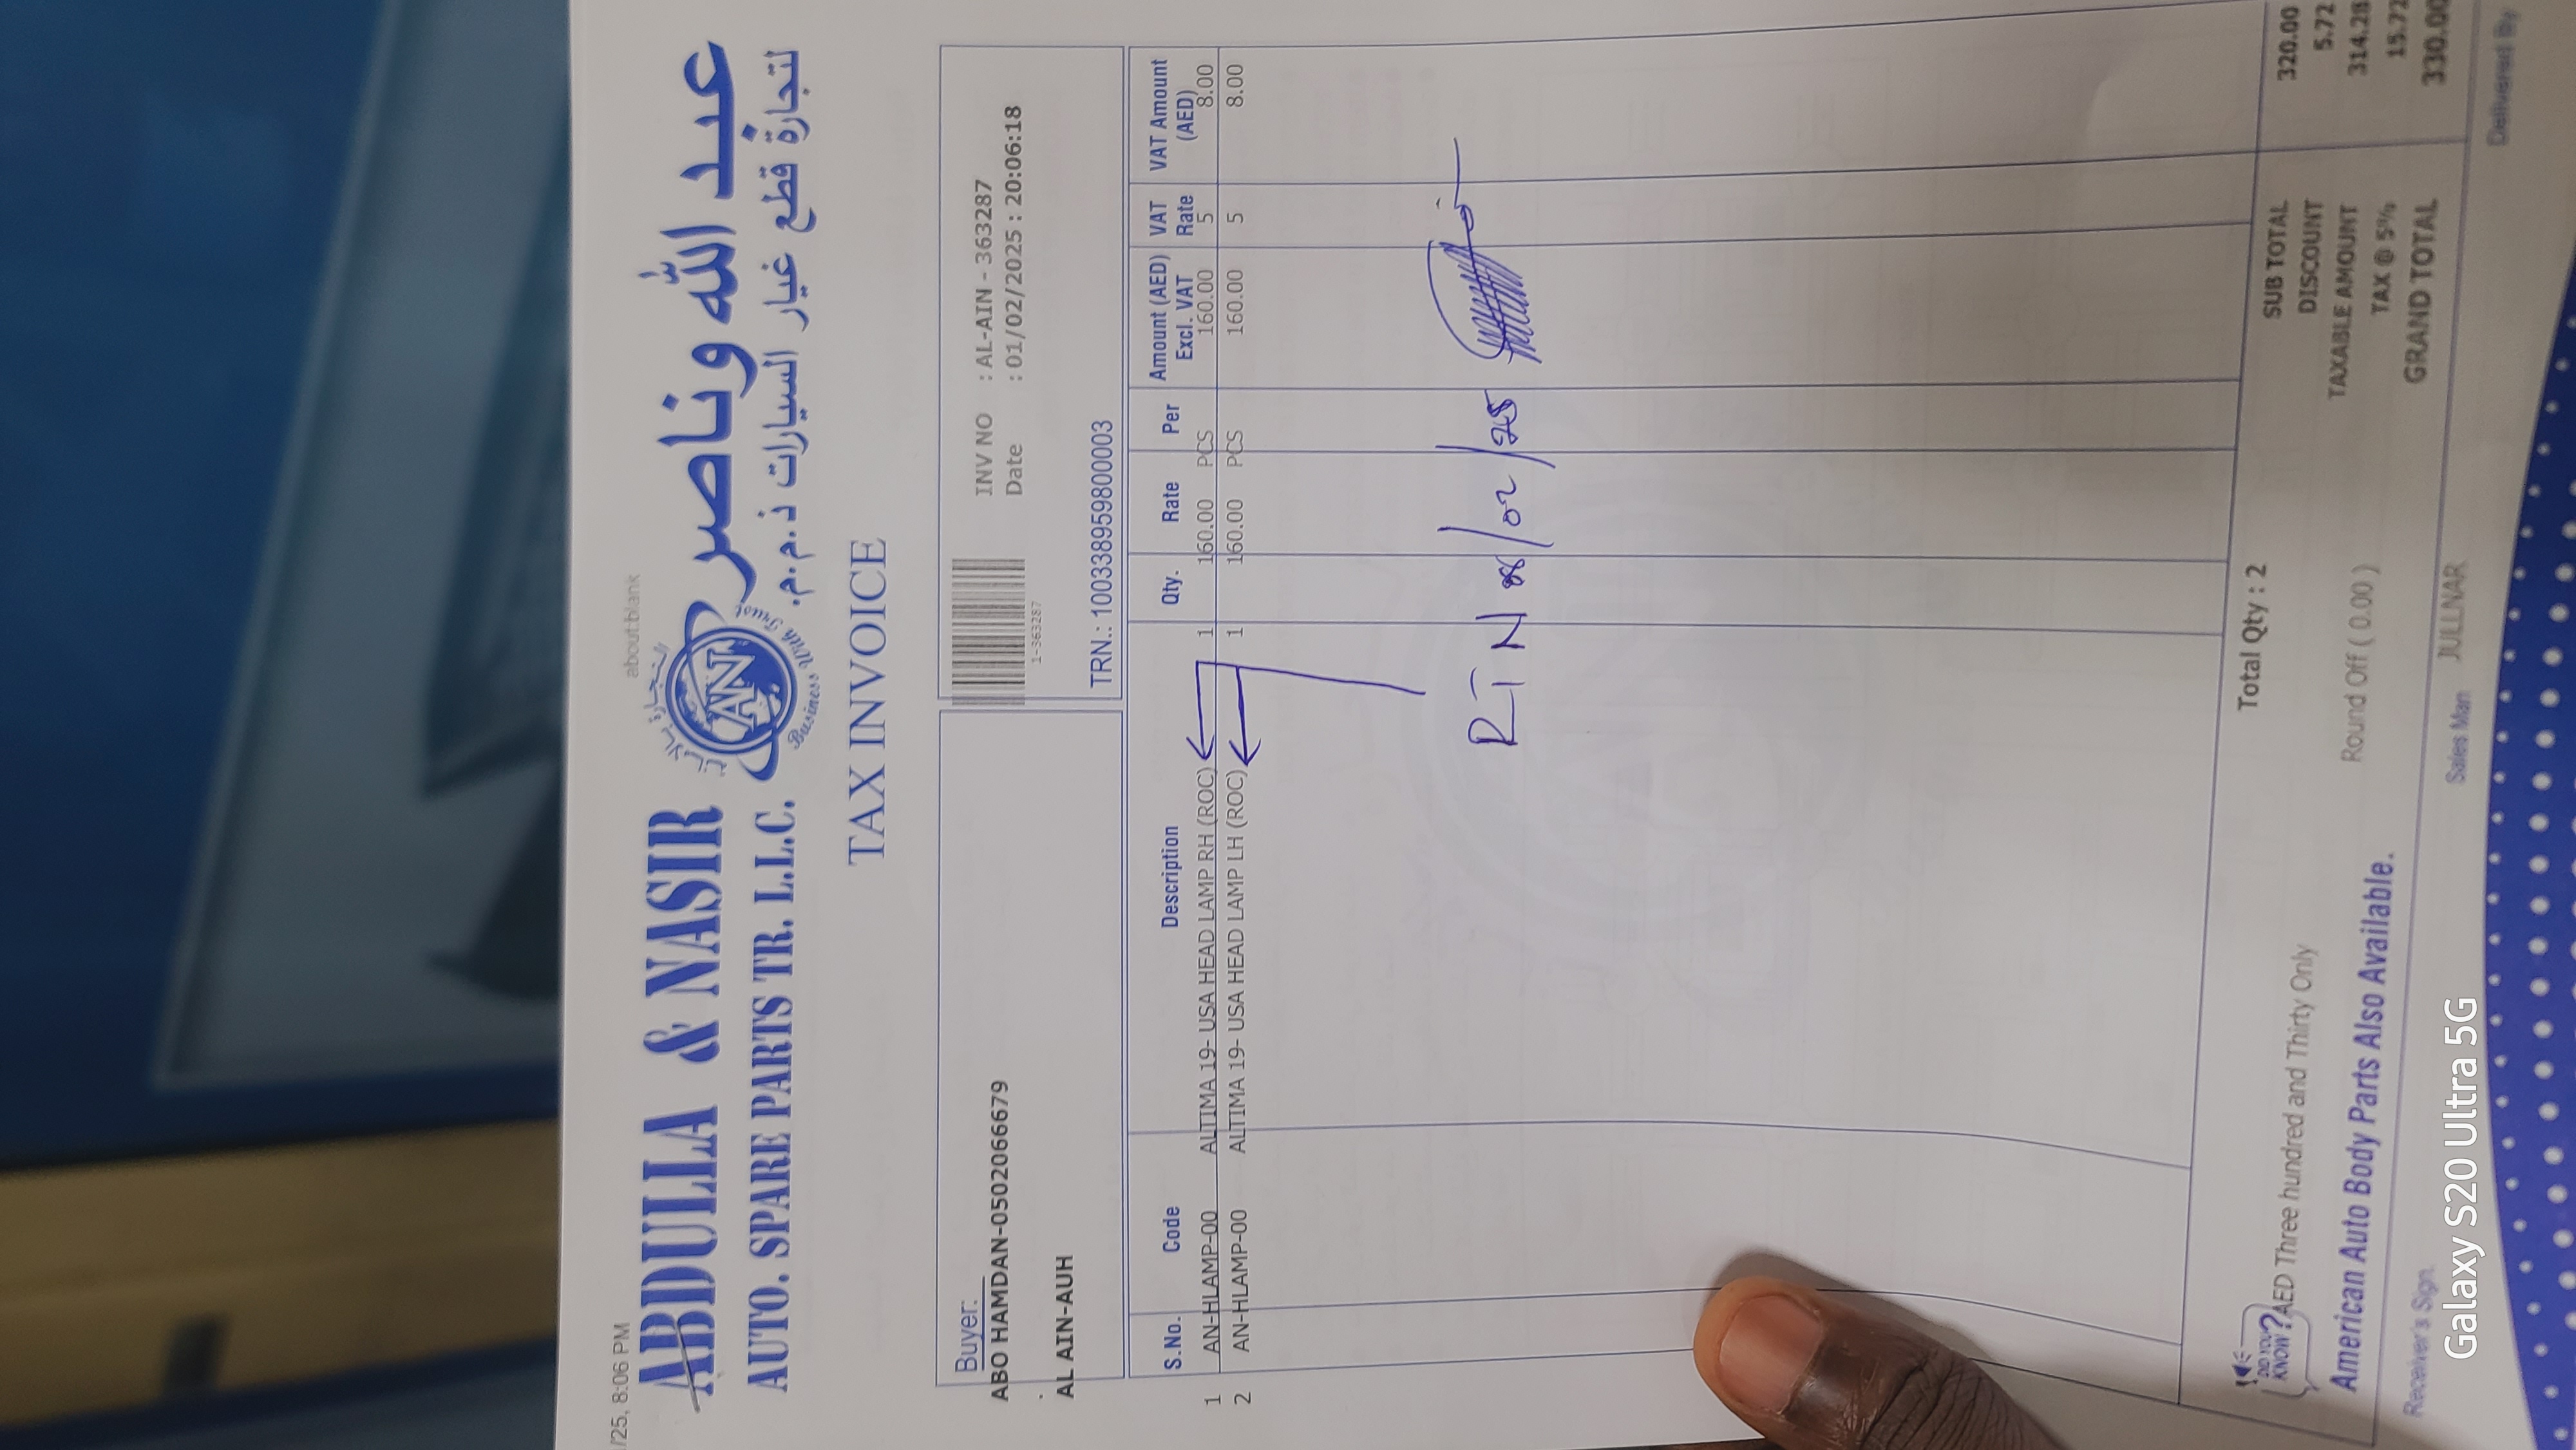 /25, 8:06 PM
about:blank
ABDULLA & NASIR
عبد الله وناصر
AUTO. SPARE PARTS TR. L.L.C.
لتجارة قطع غيار السيارات ذ.م.م.
AN
Business With Trust
TAX INVOICE
Buyer:
ABO HAMDAN-0502066679
.
AL AIN-AUH
INV NO : AL-AIN - 363287
Date : 01/02/2025 : 20:06:18
1-363287
TRN.: 100338959800003
S.No. Code Description Qty. Rate Per Amount (AED) Excl. VAT VAT Rate VAT Amount (AED)
1 AN-HLAMP-00 ALTIMA 19- USA HEAD LAMP RH (ROC) 1 160.00 PCS 160.00 5 8.00
2 AN-HLAMP-00 ALTIMA 19- USA HEAD LAMP LH (ROC) 1 160.00 PCS 160.00 5 8.00
Total Qty : 2
SUB TOTAL 320.00
DISCOUNT 5.72
TAXABLE AMOUNT 314.28
TAX @ 5% 15.72
GRAND TOTAL 330.00
DID YOU KNOW?
AED Three hundred and Thirty Only
Round Off ( 0.00 )
American Auto Body Parts Also Available.
Receiver's Sign.
Sales Man JULLNAR
Delivered By
Galaxy S20 Ultra 5G